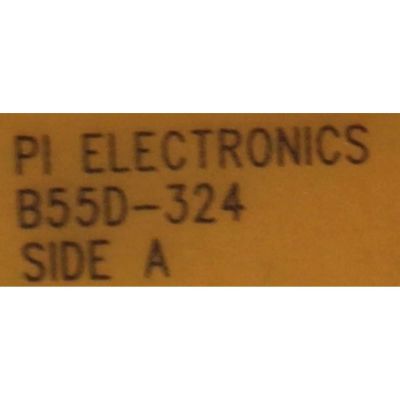 PI ELECTRONICS
B55D-324
SIDE A